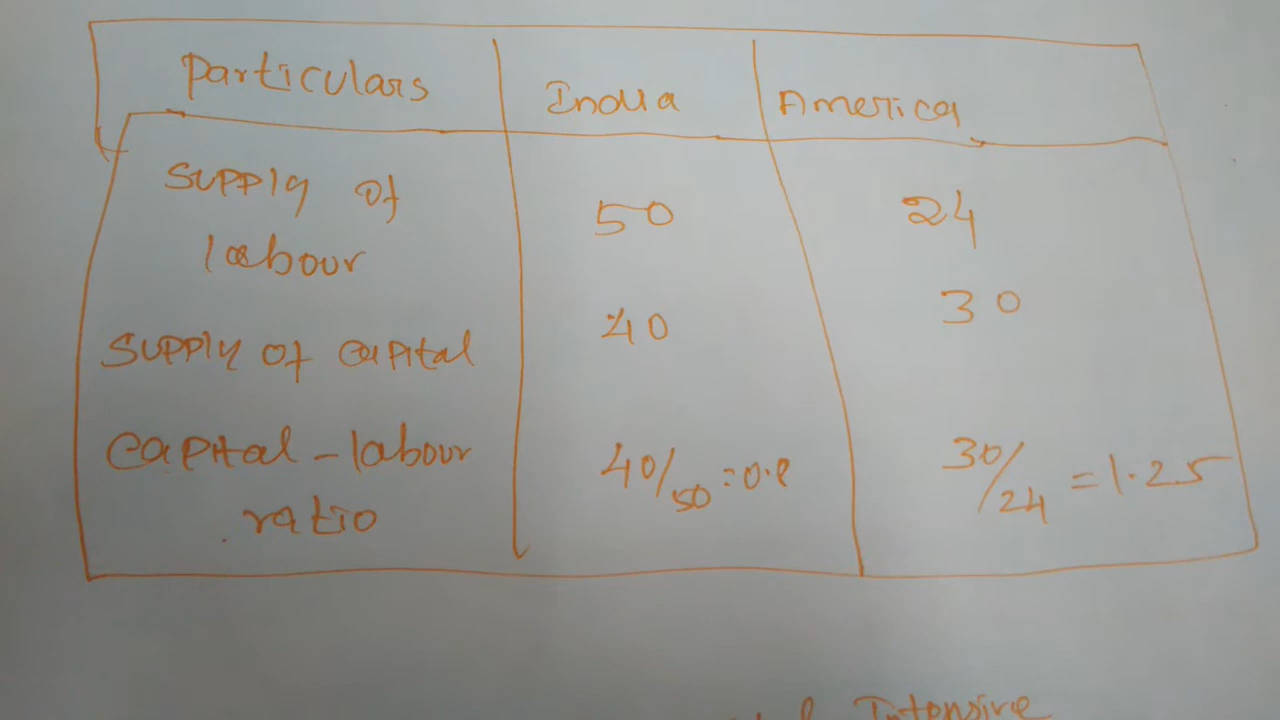 Particulars India America
Supply of labour 50 24
Supply of capital 40 30
Capital-labour ratio 40/50 = 0.8 30/24 = 1.25
Intensive